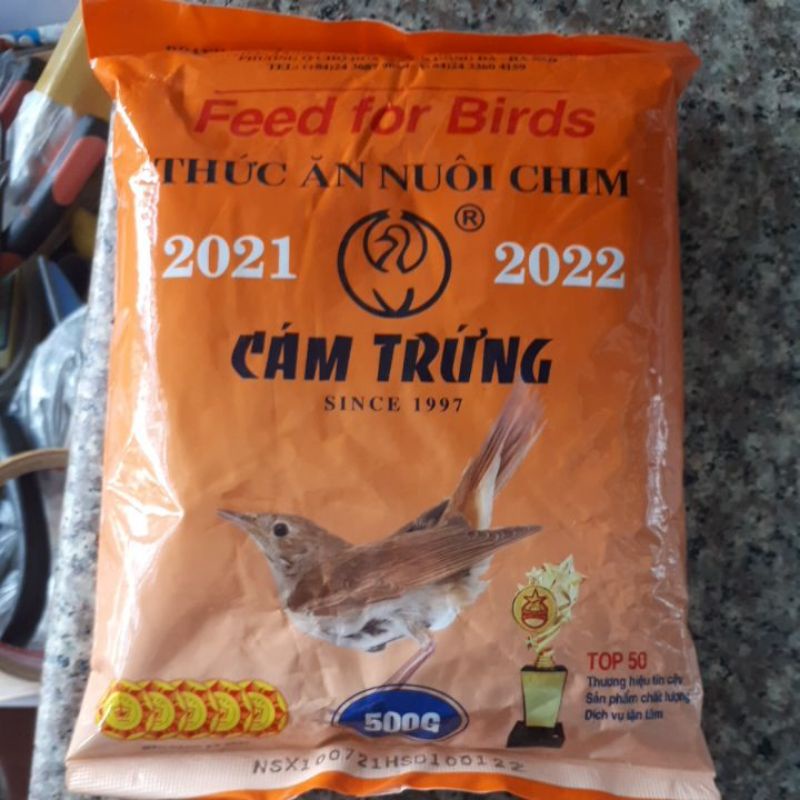 Feed for Birds
THỨC ĂN NUÔI CHIM
2021 ® 2022
CÁM TRỨNG
SINCE 1997
TOP 50
Thương hiệu tin cậy
Sản phẩm chất lượng
Dịch vụ tận tâm
500G
NSX100721HSD100122